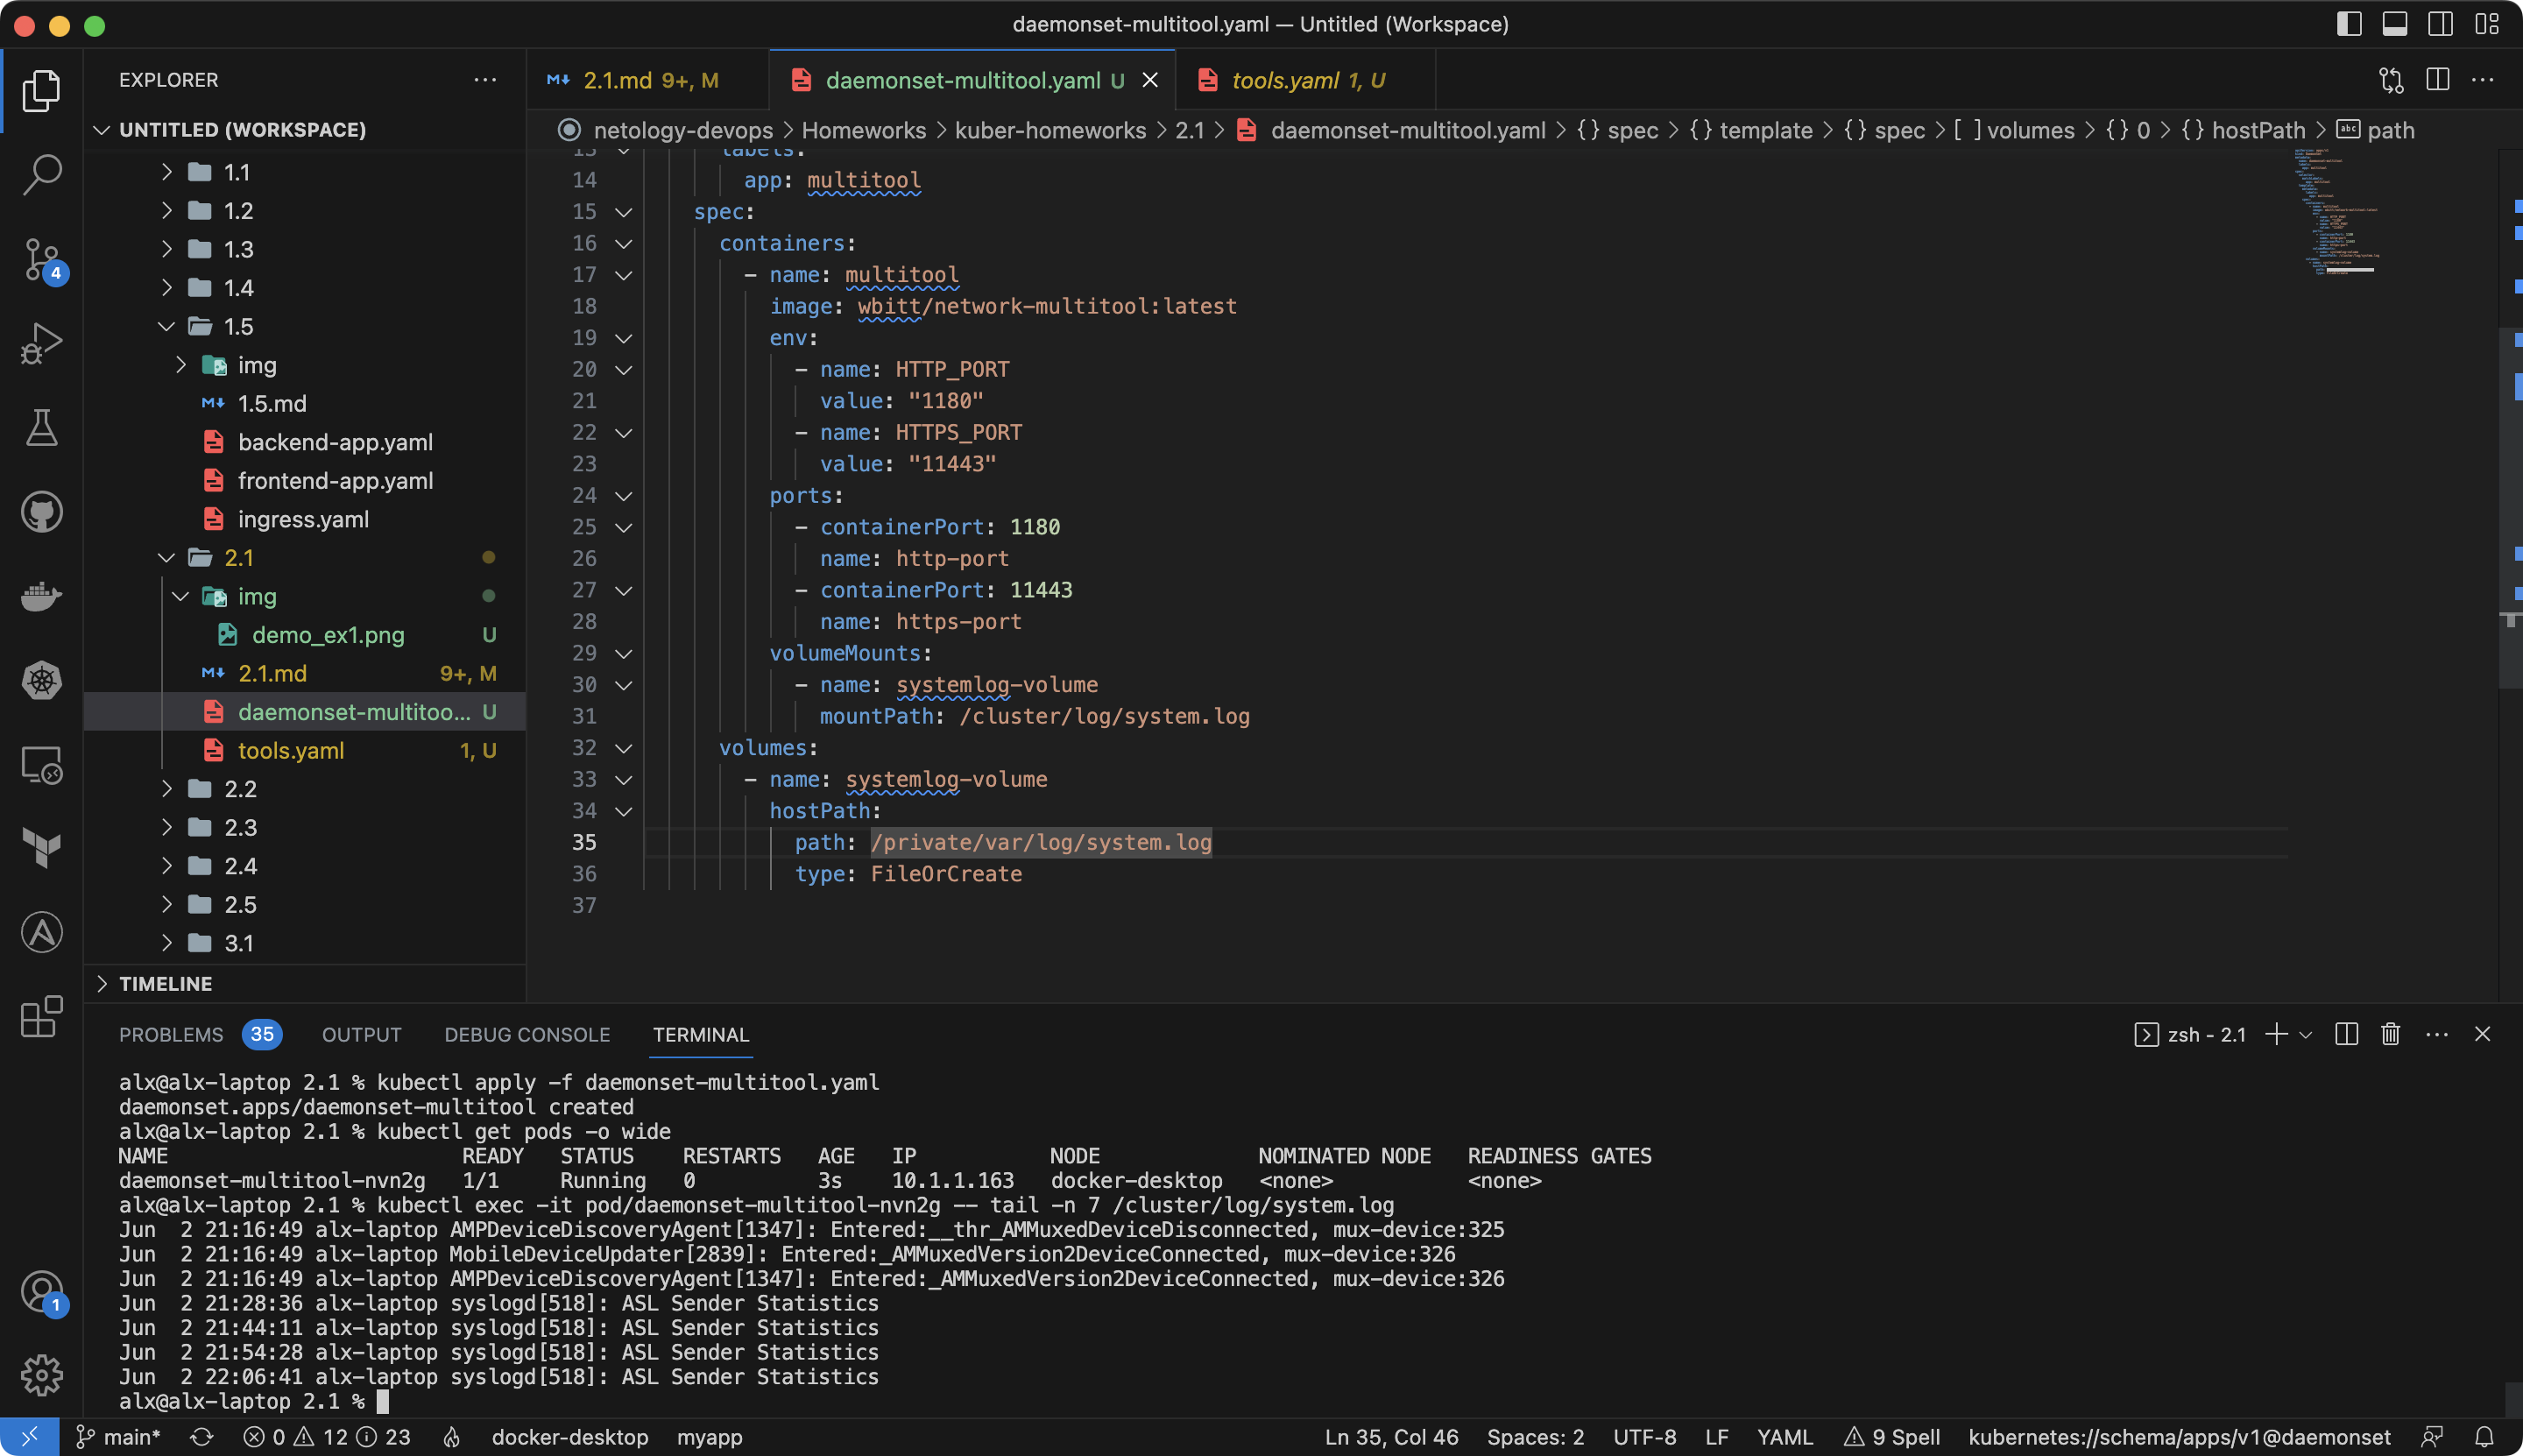 daemonset-multitool.yaml — Untitled (Workspace)
EXPLORER
UNTITLED (WORKSPACE)
1.1
1.2
1.3
1.4
1.5
img
1.5.md
backend-app.yaml
frontend-app.yaml
ingress.yaml
2.1
img
demo_ex1.png U
2.1.md 9+, M
daemonset-multitoo... U
tools.yaml 1, U
2.2
2.3
2.4
2.5
3.1
TIMELINE
4
1
2.1.md 9+, M
daemonset-multitool.yaml U
tools.yaml 1, U
netology-devops > Homeworks > kuber-homeworks > 2.1 > daemonset-multitool.yaml > {} spec > {} template > {} spec > [ ] volumes > {} 0 > {} hostPath > abc path
13 labels:
14 app: multitool
15 spec:
16 containers:
17 - name: multitool
18 image: wbitt/network-multitool:latest
19 env:
20 - name: HTTP_PORT
21 value: "1180"
22 - name: HTTPS_PORT
23 value: "11443"
24 ports:
25 - containerPort: 1180
26 name: http-port
27 - containerPort: 11443
28 name: https-port
29 volumeMounts:
30 - name: systemlog-volume
31 mountPath: /cluster/log/system.log
32 volumes:
33 - name: systemlog-volume
34 hostPath:
35 path: /private/var/log/system.log
36 type: FileOrCreate
37
PROBLEMS 35 OUTPUT DEBUG CONSOLE TERMINAL
zsh - 2.1
alx@alx-laptop 2.1 % kubectl apply -f daemonset-multitool.yaml
daemonset.apps/daemonset-multitool created
alx@alx-laptop 2.1 % kubectl get pods -o wide
NAME READY STATUS RESTARTS AGE IP NODE NOMINATED NODE READINESS GATES
daemonset-multitool-nvn2g 1/1 Running 0 3s 10.1.1.163 docker-desktop <none> <none>
alx@alx-laptop 2.1 % kubectl exec -it pod/daemonset-multitool-nvn2g -- tail -n 7 /cluster/log/system.log
Jun 2 21:16:49 alx-laptop AMPDeviceDiscoveryAgent[1347]: Entered:__thr_AMMuxedDeviceDisconnected, mux-device:325
Jun 2 21:16:49 alx-laptop MobileDeviceUpdater[2839]: Entered:_AMMuxedVersion2DeviceConnected, mux-device:326
Jun 2 21:16:49 alx-laptop AMPDeviceDiscoveryAgent[1347]: Entered:_AMMuxedVersion2DeviceConnected, mux-device:326
Jun 2 21:28:36 alx-laptop syslogd[518]: ASL Sender Statistics
Jun 2 21:44:11 alx-laptop syslogd[518]: ASL Sender Statistics
Jun 2 21:54:28 alx-laptop syslogd[518]: ASL Sender Statistics
Jun 2 22:06:41 alx-laptop syslogd[518]: ASL Sender Statistics
alx@alx-laptop 2.1 %
main* 0 12 23 docker-desktop myapp Ln 35, Col 46 Spaces: 2 UTF-8 LF YAML 9 Spell kubernetes://schema/apps/v1@daemonset